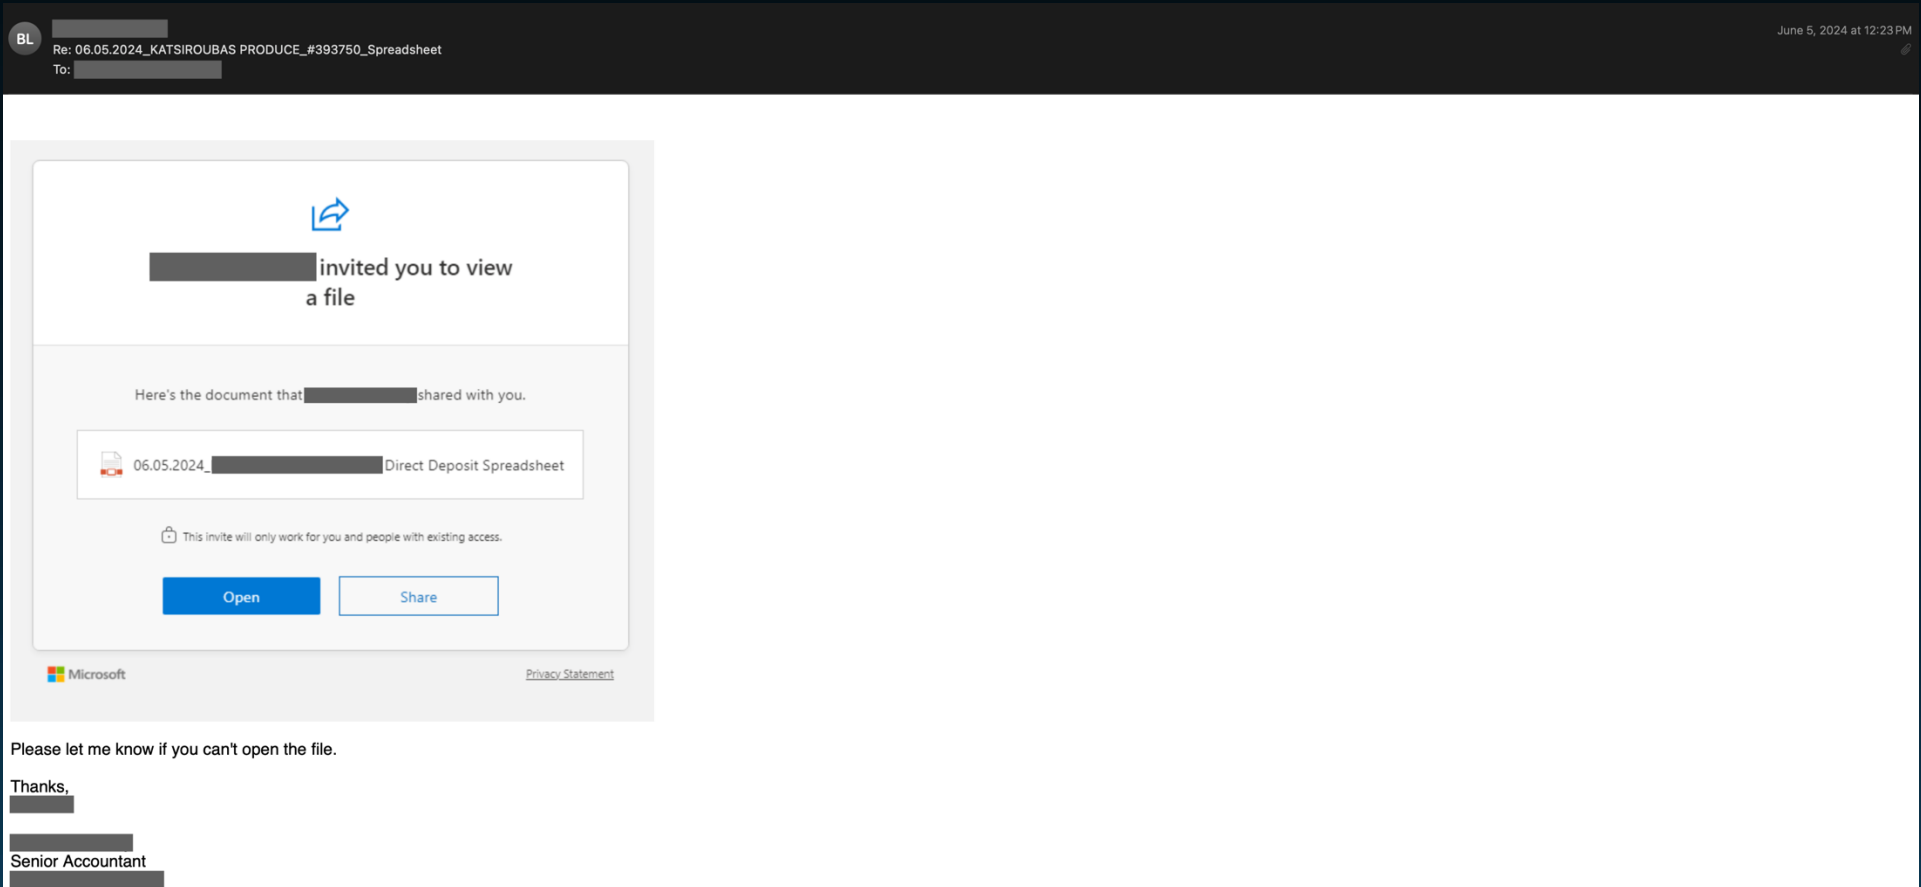 BL
Re: 06.05.2024_KATSIROUBAS PRODUCE_#393750_Spreadsheet
To:
June 5, 2024 at 12:23 PM
invited you to view
a file
Here's the document that shared with you.
06.05.2024_ Direct Deposit Spreadsheet
This invite will only work for you and people with existing access.
Open
Share
Microsoft
Privacy Statement
Please let me know if you can't open the file.
Thanks,
Senior Accountant